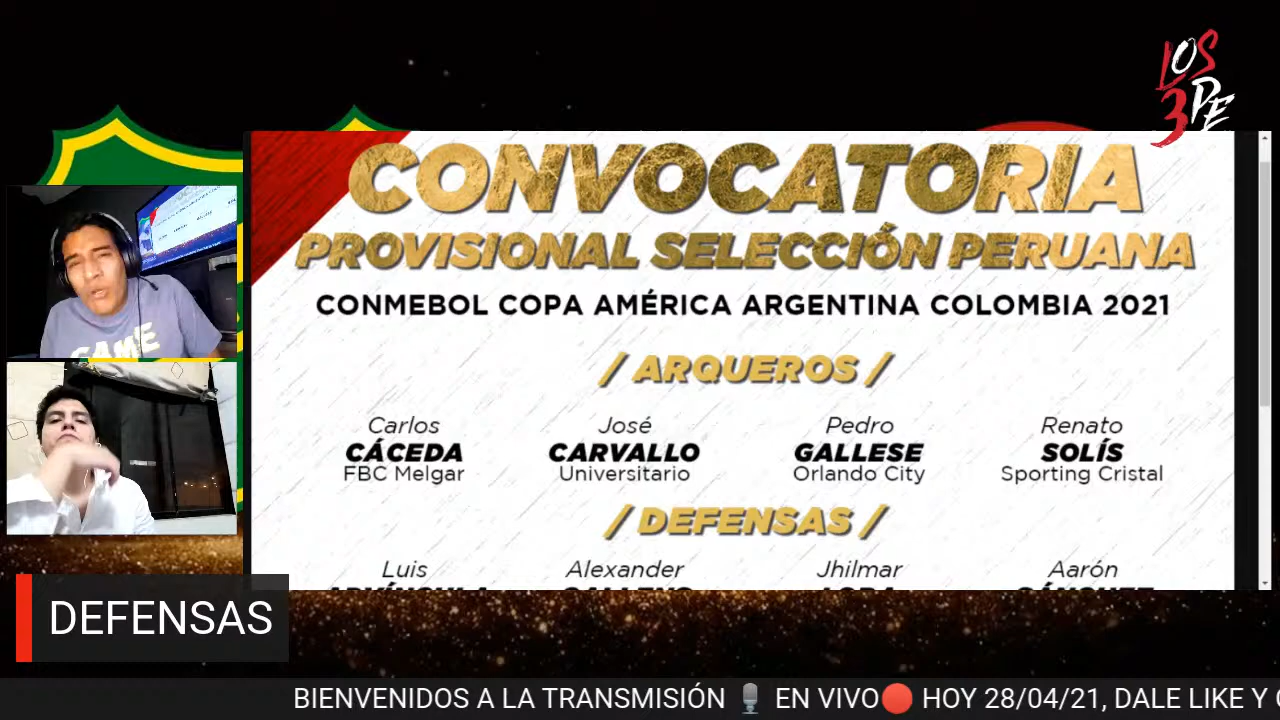 LOS
3 PE
CONVOCATORIA
PROVISIONAL SELECCIÓN PERUANA
CONMEBOL COPA AMÉRICA ARGENTINA COLOMBIA 2021
/ ARQUEROS /
Carlos José Pedro Renato
CÁCEDA CARVALLO GALLESE SOLÍS
FBC Melgar Universitario Orlando City Sporting Cristal
/ DEFENSAS /
Luis Alexander Jhilmar Aarón
GAME
DEFENSAS
BIENVENIDOS A LA TRANSMISIÓN 🎙️ EN VIVO🔴 HOY 28/04/21, DALE LIKE Y